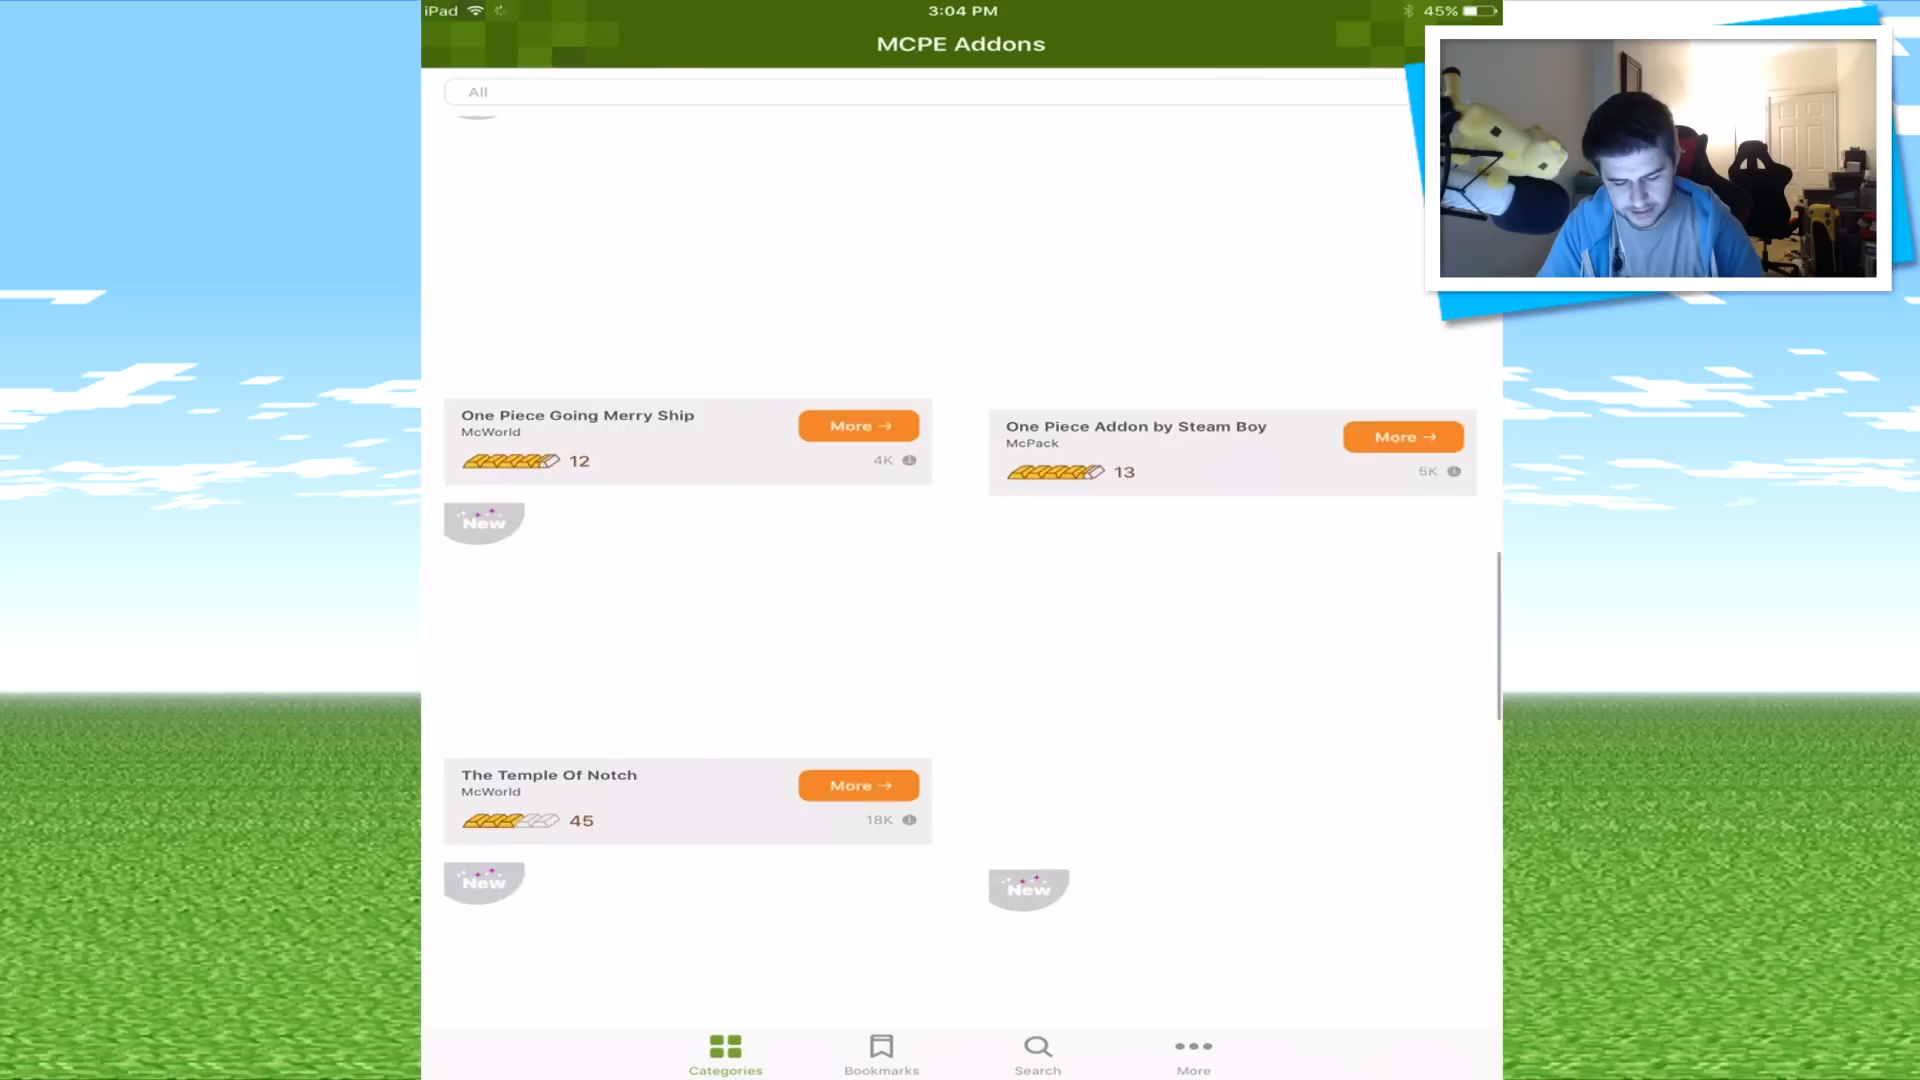 iPad 3:04 PM 45%
MCPE Addons
All
One Piece Going Merry Ship
McWorld
More →
12 4K
One Piece Addon by Steam Boy
McPack
More →
13 5K
New
The Temple Of Notch
McWorld
More →
45 18K
New
New
Categories Bookmarks Search More